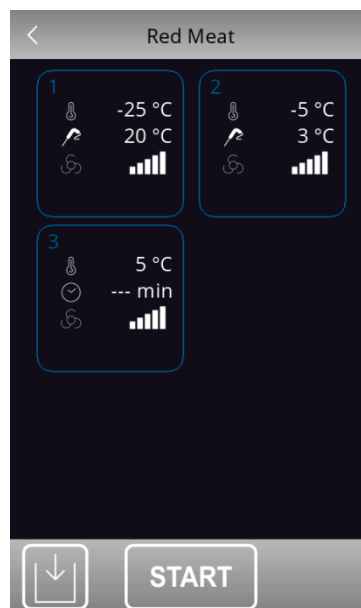 Red Meat
1
-25 °C
20 °C
2
-5 °C
3 °C
3
5 °C
--- min
START